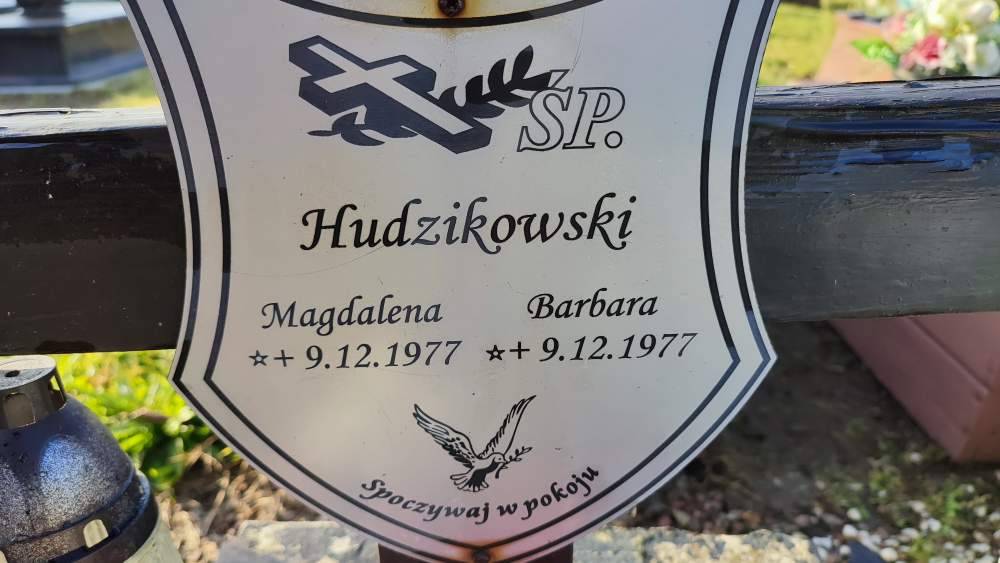 ŚP.
Hudzikowski
Magdalena Barbara
☆+ 9.12.1977 ☆+ 9.12.1977
Spoczywaj w pokoju